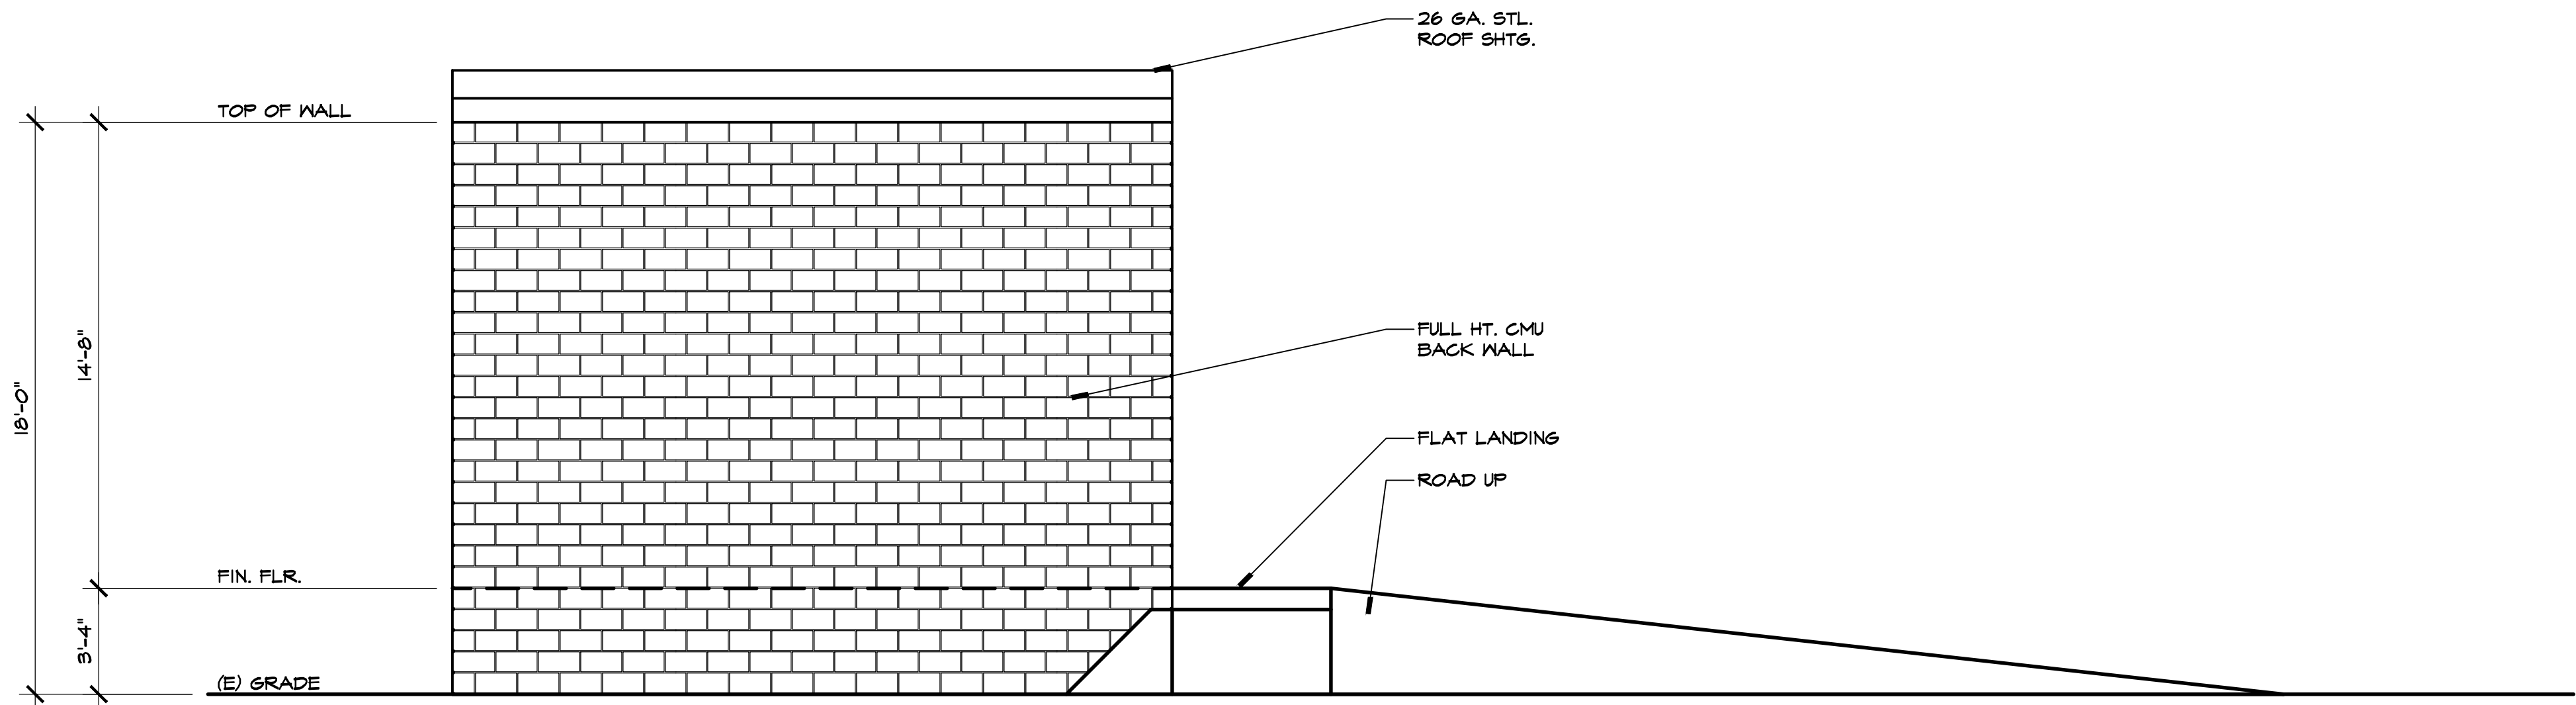 26 GA. STL.
ROOF SHTG.
TOP OF WALL
FULL HT. CMU
BACK WALL
14'-8"
18'-0"
FLAT LANDING
ROAD UP
FIN. FLR.
3'-4"
(E) GRADE